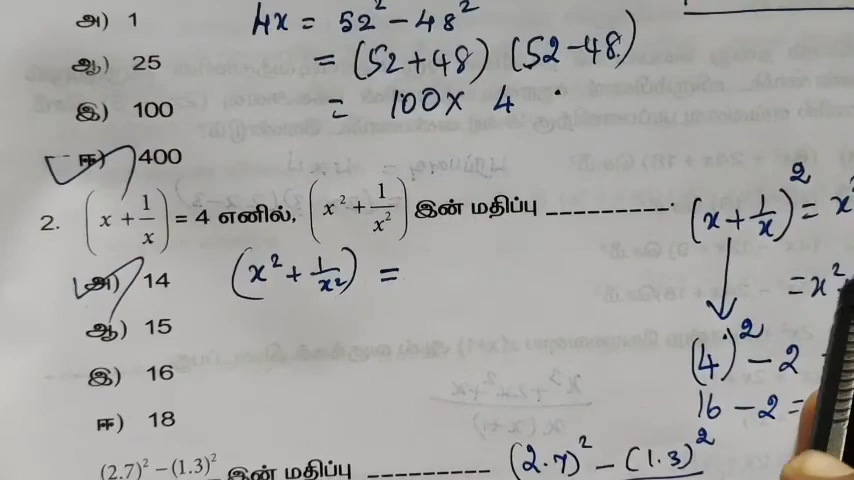 அ) 1
4x = 52² - 48²
ஆ) 25
= (52 + 48) (52 - 48)
இ) 100
= 100 × 4
ஈ) 400
2. (x + 1/x) = 4 எனில், (x² + 1/x²) இன் மதிப்பு __________.
(x + 1/x)² = x²
(x² + 1/x²) =
அ) 14
= x²
ஆ) 15
(4)² - 2
இ) 16
16 - 2 =
ஈ) 18
(2.7)² - (1.3)² இன் மதிப்பு __________
(2.7)² - (1.3)²